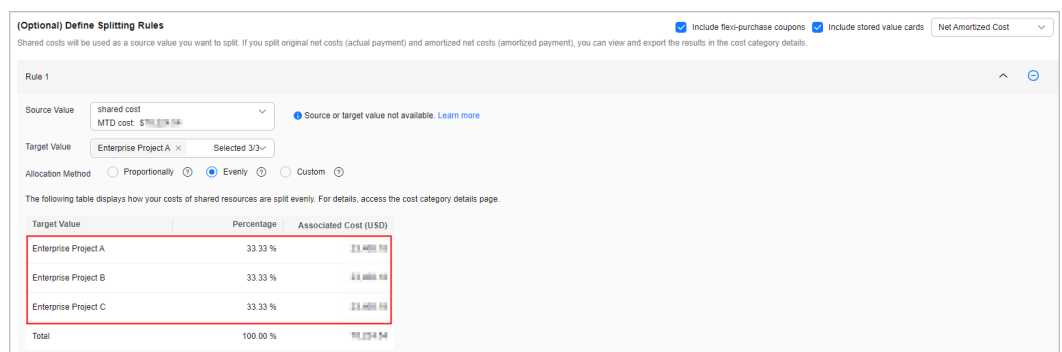 (Optional) Define Splitting Rules Include flexi-purchase coupons Include stored value cards Net Amortized Cost
Shared costs will be used as a source value you want to split. If you split original net costs (actual payment) and amortized net costs (amortized payment), you can view and export the results in the cost category details.
Rule 1
Source Value shared cost
MTD cost: $
Source or target value not available. Learn more
Target Value Enterprise Project A × Selected 3/3
Allocation Method Proportionally Evenly Custom
The following table displays how your costs of shared resources are split evenly. For details, access the cost category details page.
Target Value Percentage Associated Cost (USD)
Enterprise Project A 33.33 %
Enterprise Project B 33.33 %
Enterprise Project C 33.33 %
Total 100.00 %